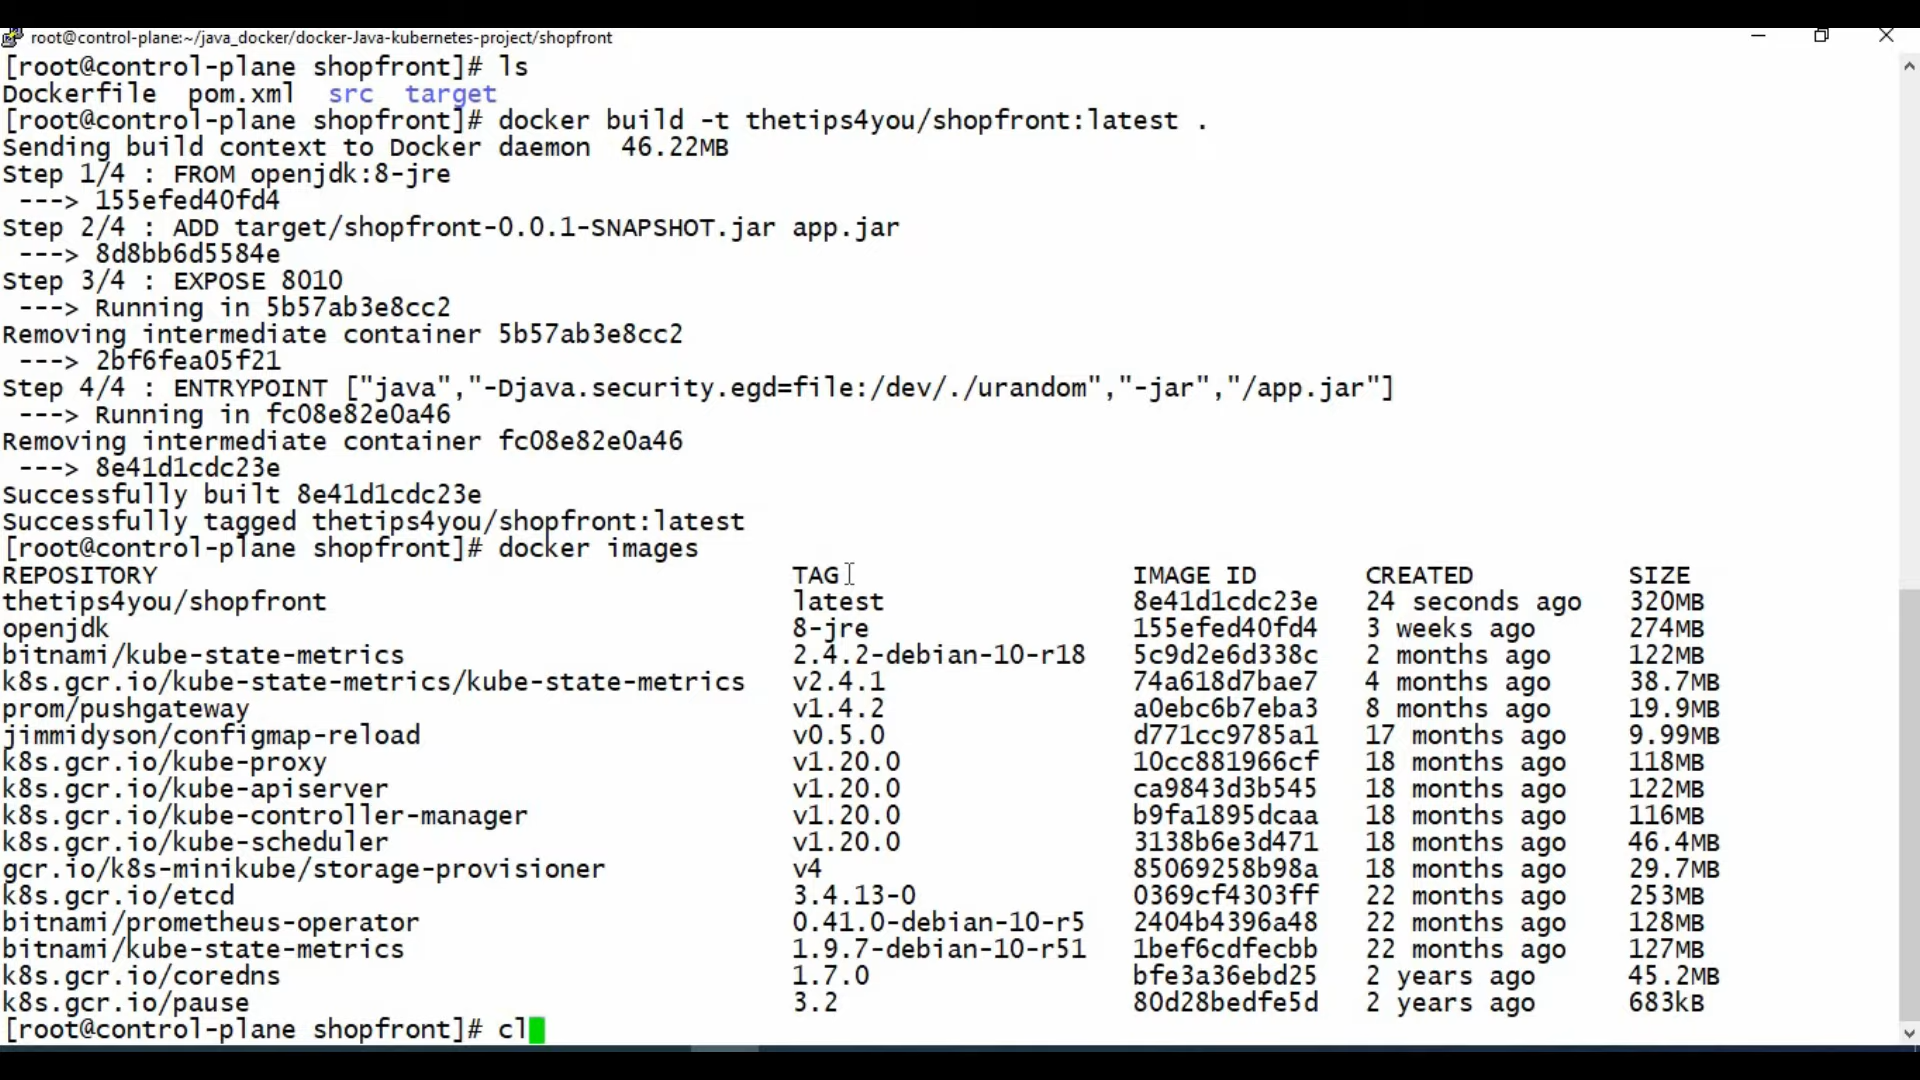 root@control-plane:~/java_docker/docker-Java-kubernetes-project/shopfront
[root@control-plane shopfront]# ls
Dockerfile  pom.xml  src  target
[root@control-plane shopfront]# docker build -t thetips4you/shopfront:latest .
Sending build context to Docker daemon  46.22MB
Step 1/4 : FROM openjdk:8-jre
 ---> 155efed40fd4
Step 2/4 : ADD target/shopfront-0.0.1-SNAPSHOT.jar app.jar
 ---> 8d8bb6d5584e
Step 3/4 : EXPOSE 8010
 ---> Running in 5b57ab3e8cc2
Removing intermediate container 5b57ab3e8cc2
 ---> 2bf6fea05f21
Step 4/4 : ENTRYPOINT ["java","-Djava.security.egd=file:/dev/./urandom","-jar","/app.jar"]
 ---> Running in fc08e82e0a46
Removing intermediate container fc08e82e0a46
 ---> 8e41d1cdc23e
Successfully built 8e41d1cdc23e
Successfully tagged thetips4you/shopfront:latest
[root@control-plane shopfront]# docker images
REPOSITORY TAG IMAGE ID CREATED SIZE
thetips4you/shopfront latest 8e41d1cdc23e 24 seconds ago 320MB
openjdk 8-jre 155efed40fd4 3 weeks ago 274MB
bitnami/kube-state-metrics 2.4.2-debian-10-r18 5c9d2e6d338c 2 months ago 122MB
k8s.gcr.io/kube-state-metrics/kube-state-metrics v2.4.1 74a618d7bae7 4 months ago 38.7MB
prom/pushgateway v1.4.2 a0ebc6b7eba3 8 months ago 19.9MB
jimmidyson/configmap-reload v0.5.0 d771cc9785a1 17 months ago 9.99MB
k8s.gcr.io/kube-proxy v1.20.0 10cc881966cf 18 months ago 118MB
k8s.gcr.io/kube-apiserver v1.20.0 ca9843d3b545 18 months ago 122MB
k8s.gcr.io/kube-controller-manager v1.20.0 b9fa1895dcaa 18 months ago 116MB
k8s.gcr.io/kube-scheduler v1.20.0 3138b6e3d471 18 months ago 46.4MB
gcr.io/k8s-minikube/storage-provisioner v4 85069258b98a 18 months ago 29.7MB
k8s.gcr.io/etcd 3.4.13-0 0369cf4303ff 22 months ago 253MB
bitnami/prometheus-operator 0.41.0-debian-10-r5 2404b4396a48 22 months ago 128MB
bitnami/kube-state-metrics 1.9.7-debian-10-r51 1bef6cdfecbb 22 months ago 127MB
k8s.gcr.io/coredns 1.7.0 bfe3a36ebd25 2 years ago 45.2MB
k8s.gcr.io/pause 3.2 80d28bedfe5d 2 years ago 683kB
[root@control-plane shopfront]# cl